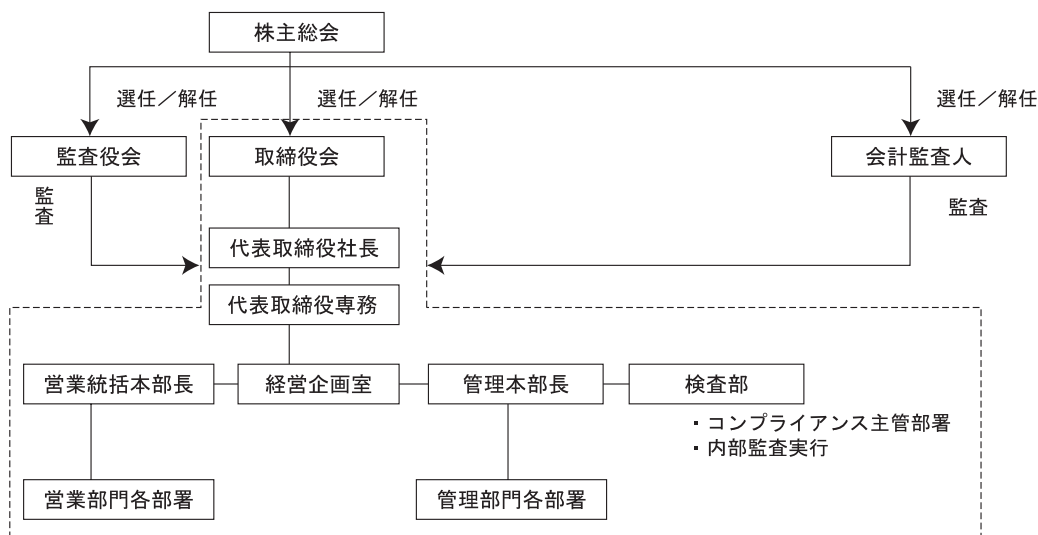 株主総会
選任／解任
選任／解任
選任／解任
監査役会
取締役会
会計監査人
監査
監査
代表取締役社長
代表取締役専務
営業統括本部長
経営企画室
管理本部長
検査部
・コンプライアンス主管部署
・内部監査実行
営業部門各部署
管理部門各部署